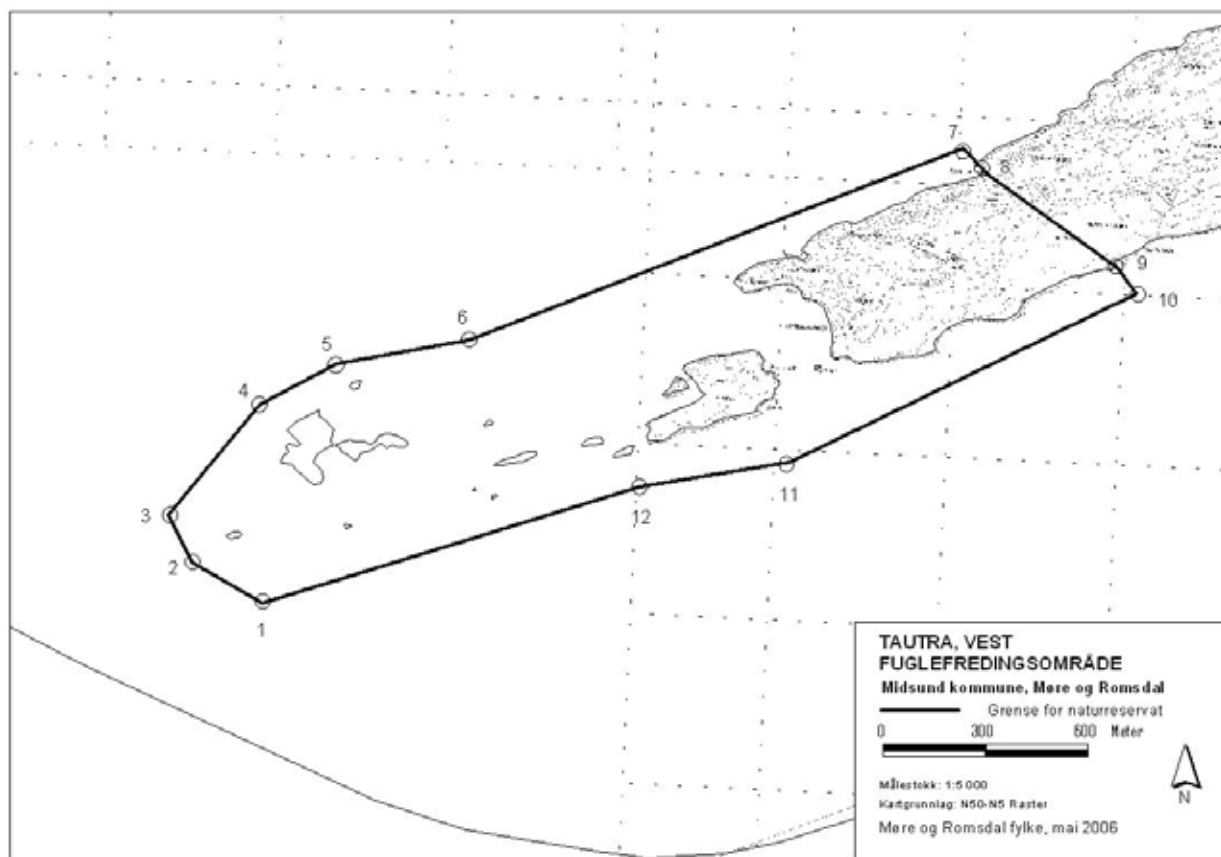 7
8
9
10
6
5
4
3
2
1
12
11
TAUTRA, VEST
FUGLEFREDINGSOMRÅDE
Midsund kommune, Møre og Romsdal
Grense for naturreservat
0 300 600 Meter
Målestokk: 1:5 000
Kartgrunnlag: N50-N5 Raster
Møre og Romsdal fylke, mai 2006
N